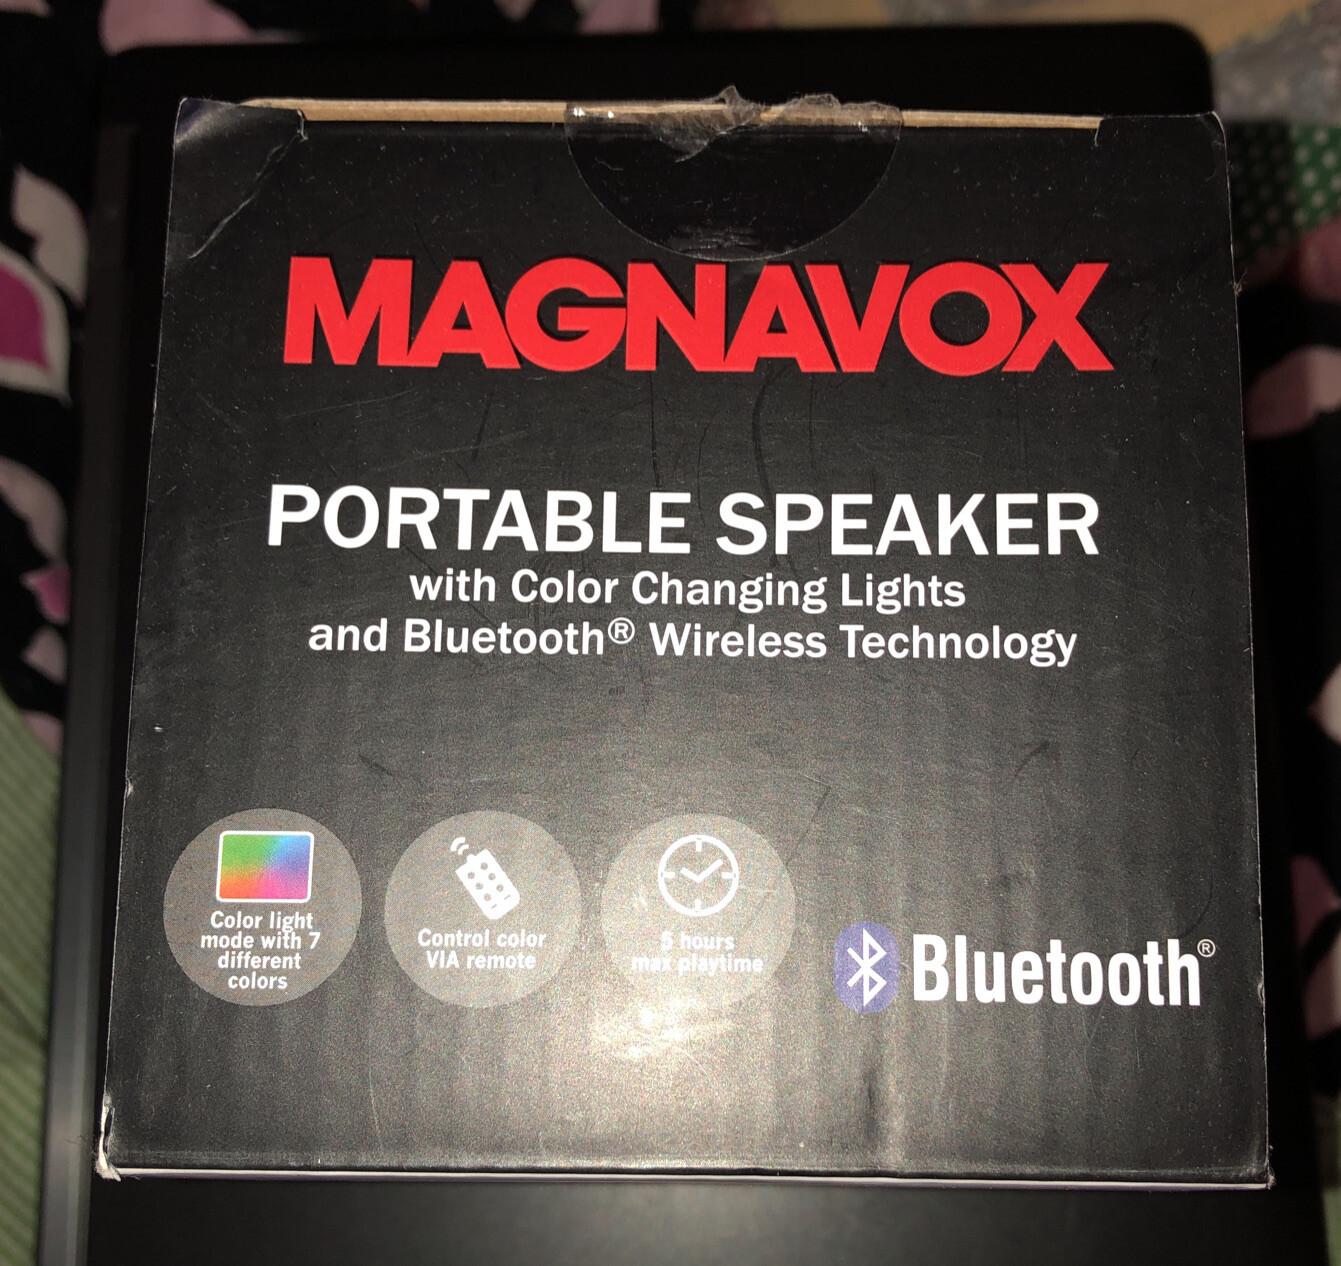 MAGNAVOX
PORTABLE SPEAKER
with Color Changing Lights
and Bluetooth® Wireless Technology
Color light
mode with 7
different
colors
Control color
VIA remote
5 hours
max playtime
Bluetooth®